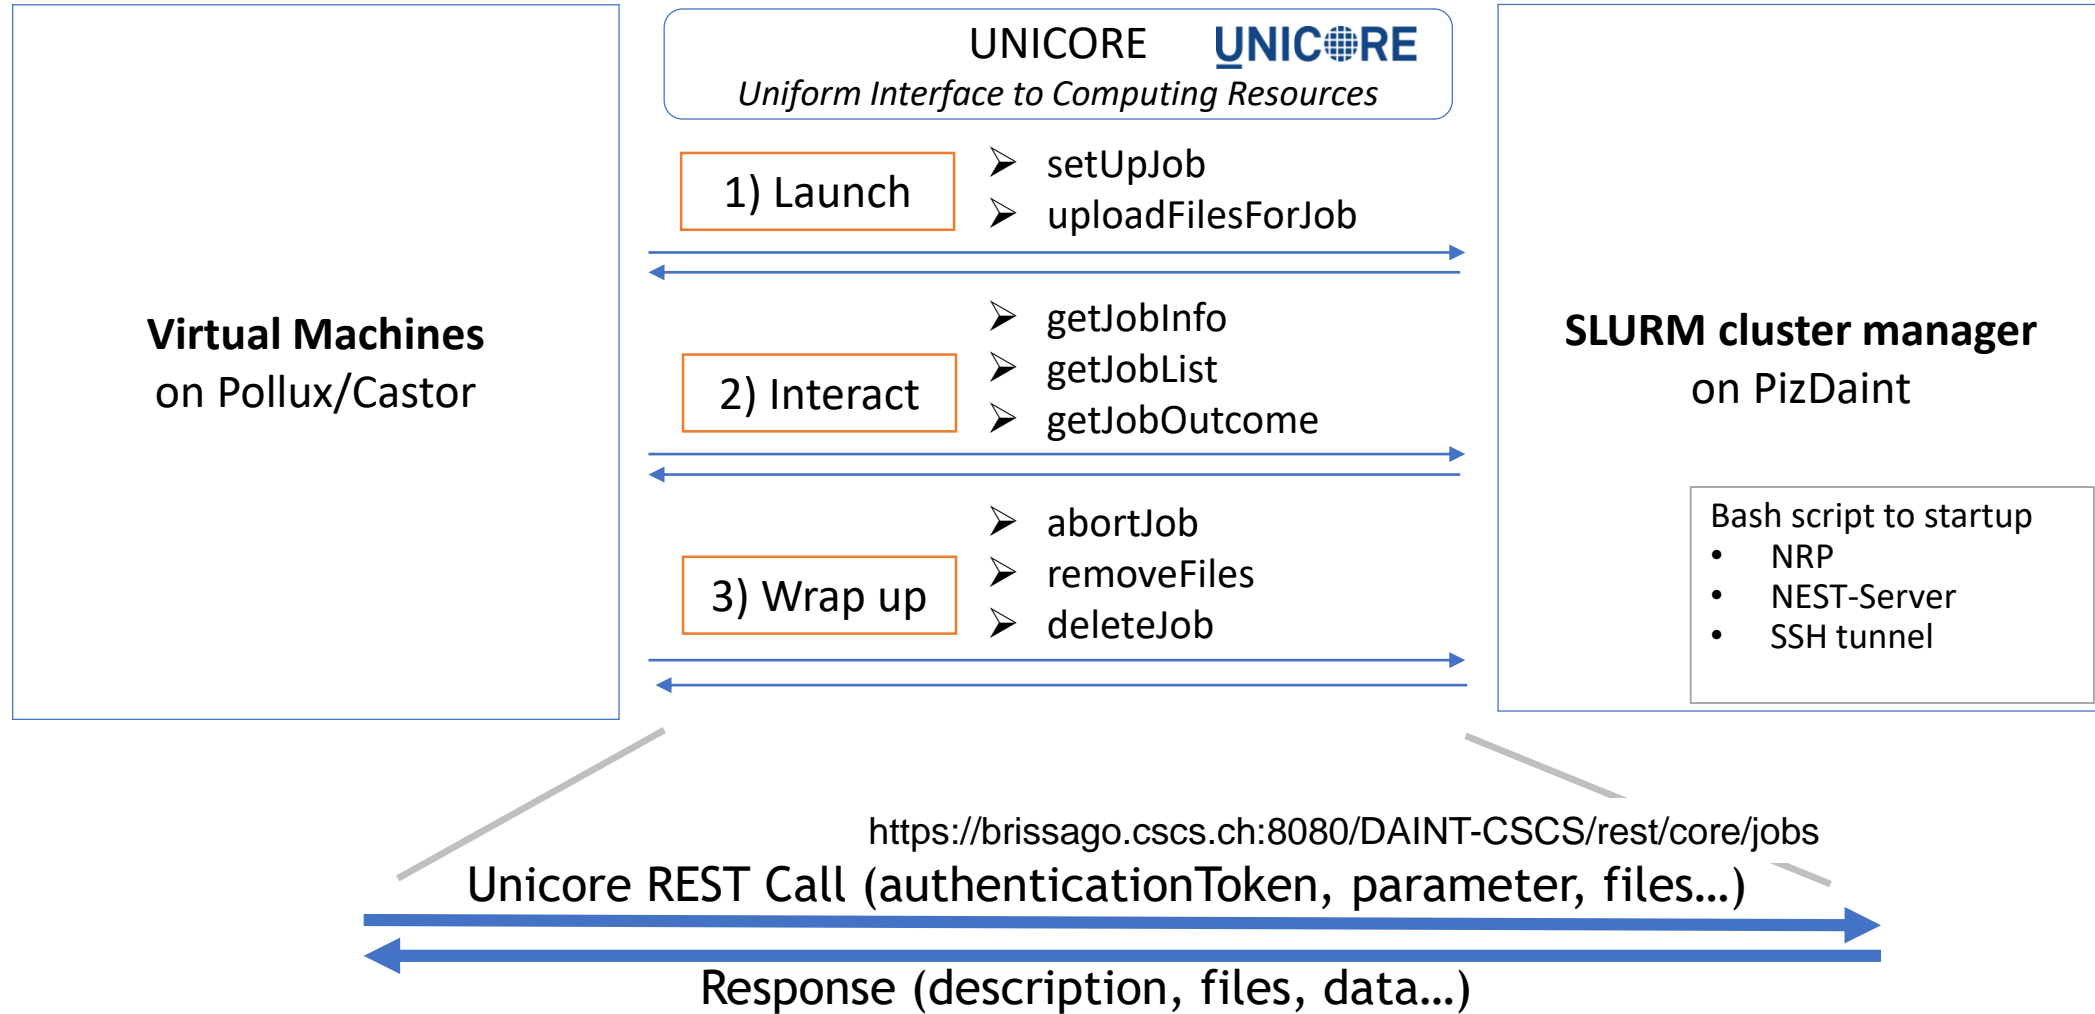 UNICORE
UNICORE
Uniform Interface to Computing Resources
1) Launch
➢ setUpJob
➢ uploadFilesForJob
Virtual Machines
on Pollux/Castor
2) Interact
➢ getJobInfo
➢ getJobList
➢ getJobOutcome
SLURM cluster manager
on PizDaint
3) Wrap up
➢ abortJob
➢ removeFiles
➢ deleteJob
Bash script to startup
• NRP
• NEST-Server
• SSH tunnel
https://brissago.cscs.ch:8080/DAINT-CSCS/rest/core/jobs
Unicore REST Call (authenticationToken, parameter, files…)
Response (description, files, data…)